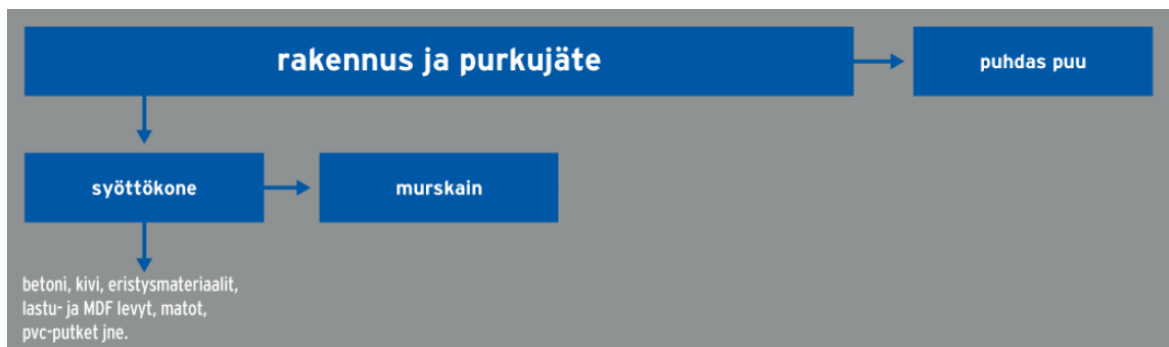 rakennus ja purkujäte
puhdas puu
syöttökone
murskain
betoni, kivi, eristysmateriaalit,
lastu- ja MDF levyt, matot,
pvc-putket jne.